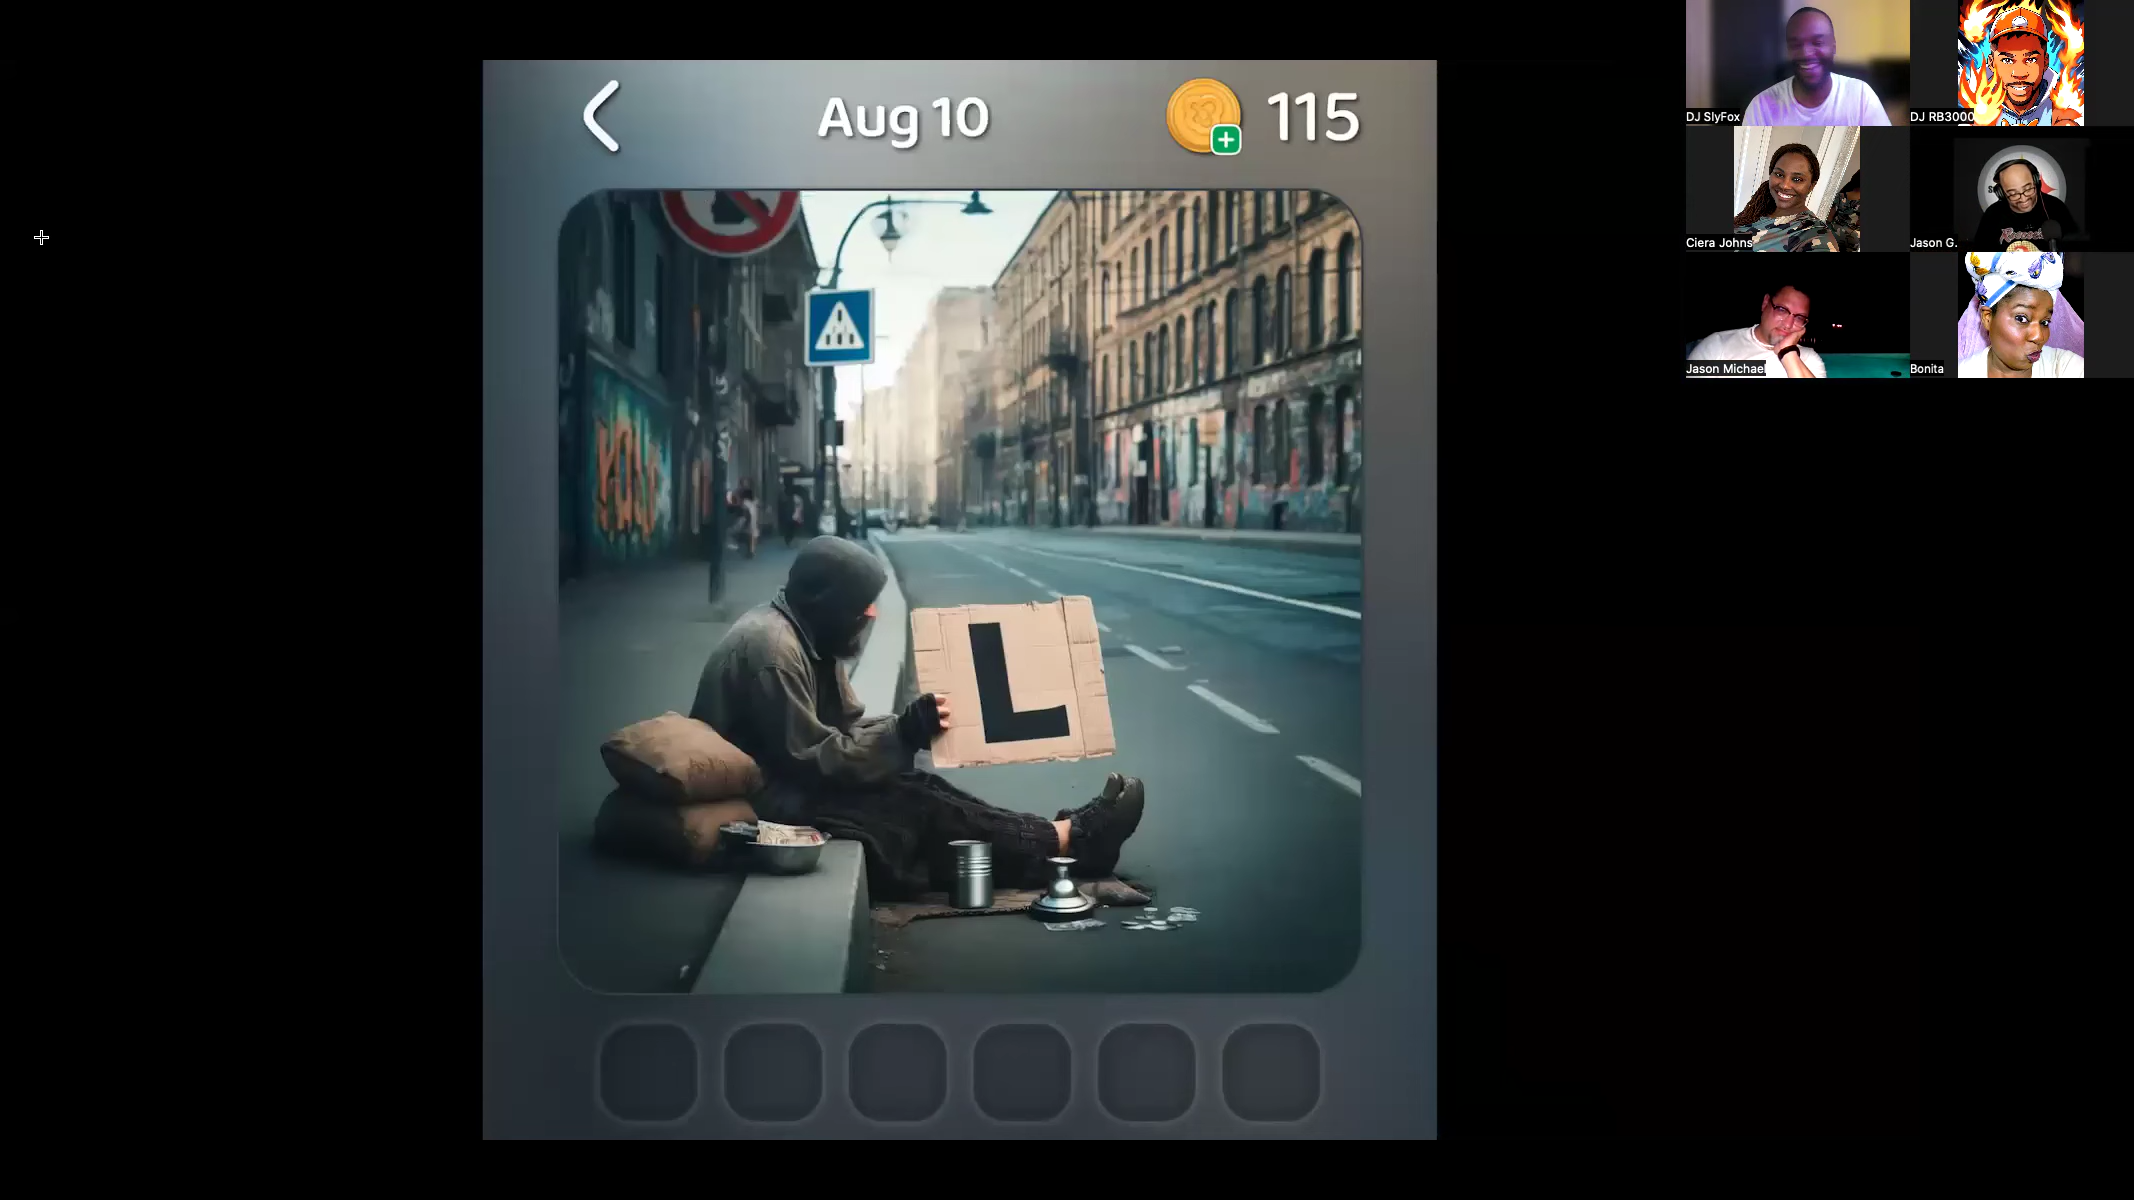 Aug 10
115
L
DJ SlyFox
DJ RB3000
Ciera Johns
Jason G.
Jason Michael
Bonita